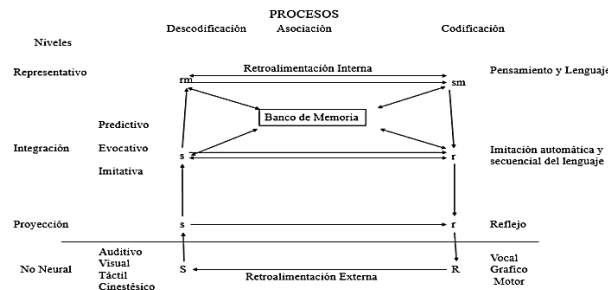 PROCESOS
Descodificación Asociación Codificación
Niveles
Representativo rm Retroalimentación Interna sm Pensamiento y Lenguaje
Banco de Memoria
Predictivo
Integración Evocativo s r Imitación automática y
secuencial del lenguaje
Imitativa
Proyección s r Reflejo
Auditivo Vocal
No Neural Visual S R Grafico
Táctil Retroalimentación Externa Motor
Cinestésico